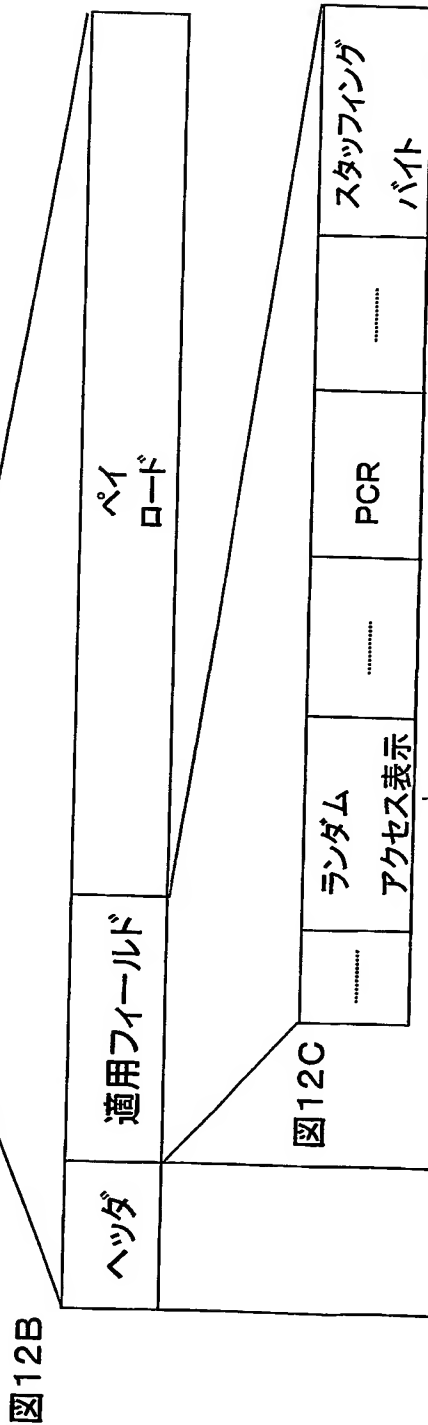 図12B
ヘッダ
適用フィールド
ペイ
ロード
図12C
............
ランダム
アクセス表示
............
PCR
............
スタッフィング
バイト